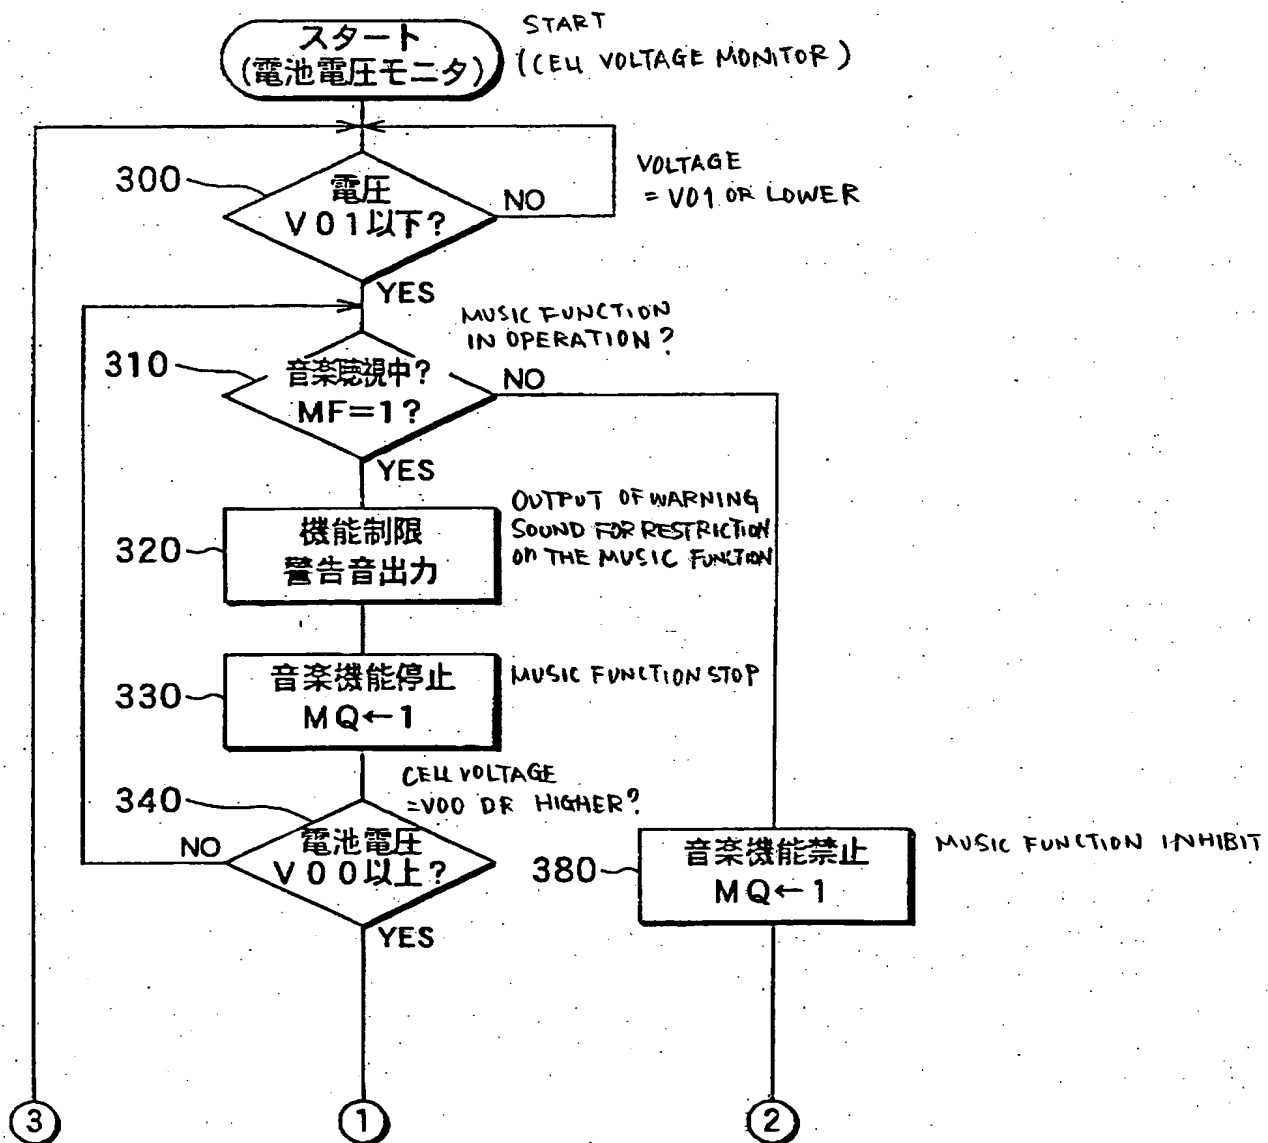 スタート
(電池電圧モニタ)
START
(CELL VOLTAGE MONITOR)
300
電圧
V01以下?
NO
VOLTAGE
=V01 OR LOWER
YES
MUSIC FUNCTION
IN OPERATION?
310
音楽聴視中?
MF=1?
NO
YES
320
機能制限
警告音出力
OUTPUT OF WARNING
SOUND FOR RESTRICTION
ON THE MUSIC FUNCTION
330
音楽機能停止
MQ←1
MUSIC FUNCTION STOP
CELL VOLTAGE
=V00 OR HIGHER?
340
NO
電池電圧
V00以上?
YES
380
音楽機能禁止
MQ←1
MUSIC FUNCTION INHIBIT
3
1
2